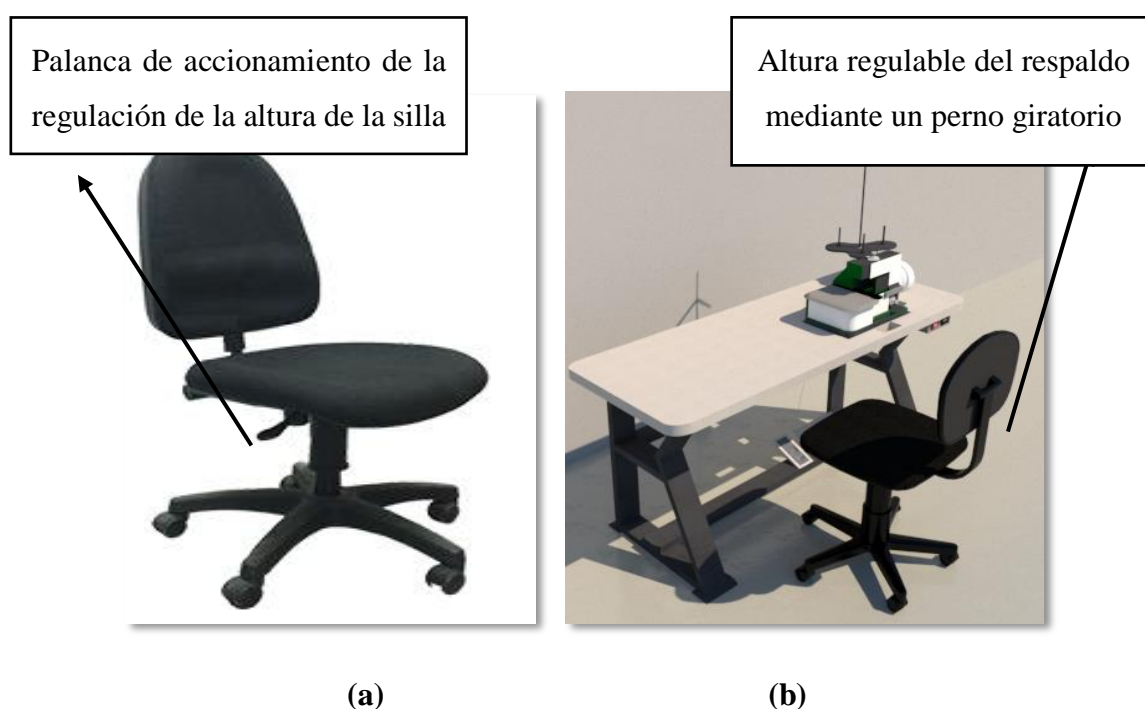 Palanca de accionamiento de la
regulación de la altura de la silla
Altura regulable del respaldo
mediante un perno giratorio
(a)
(b)